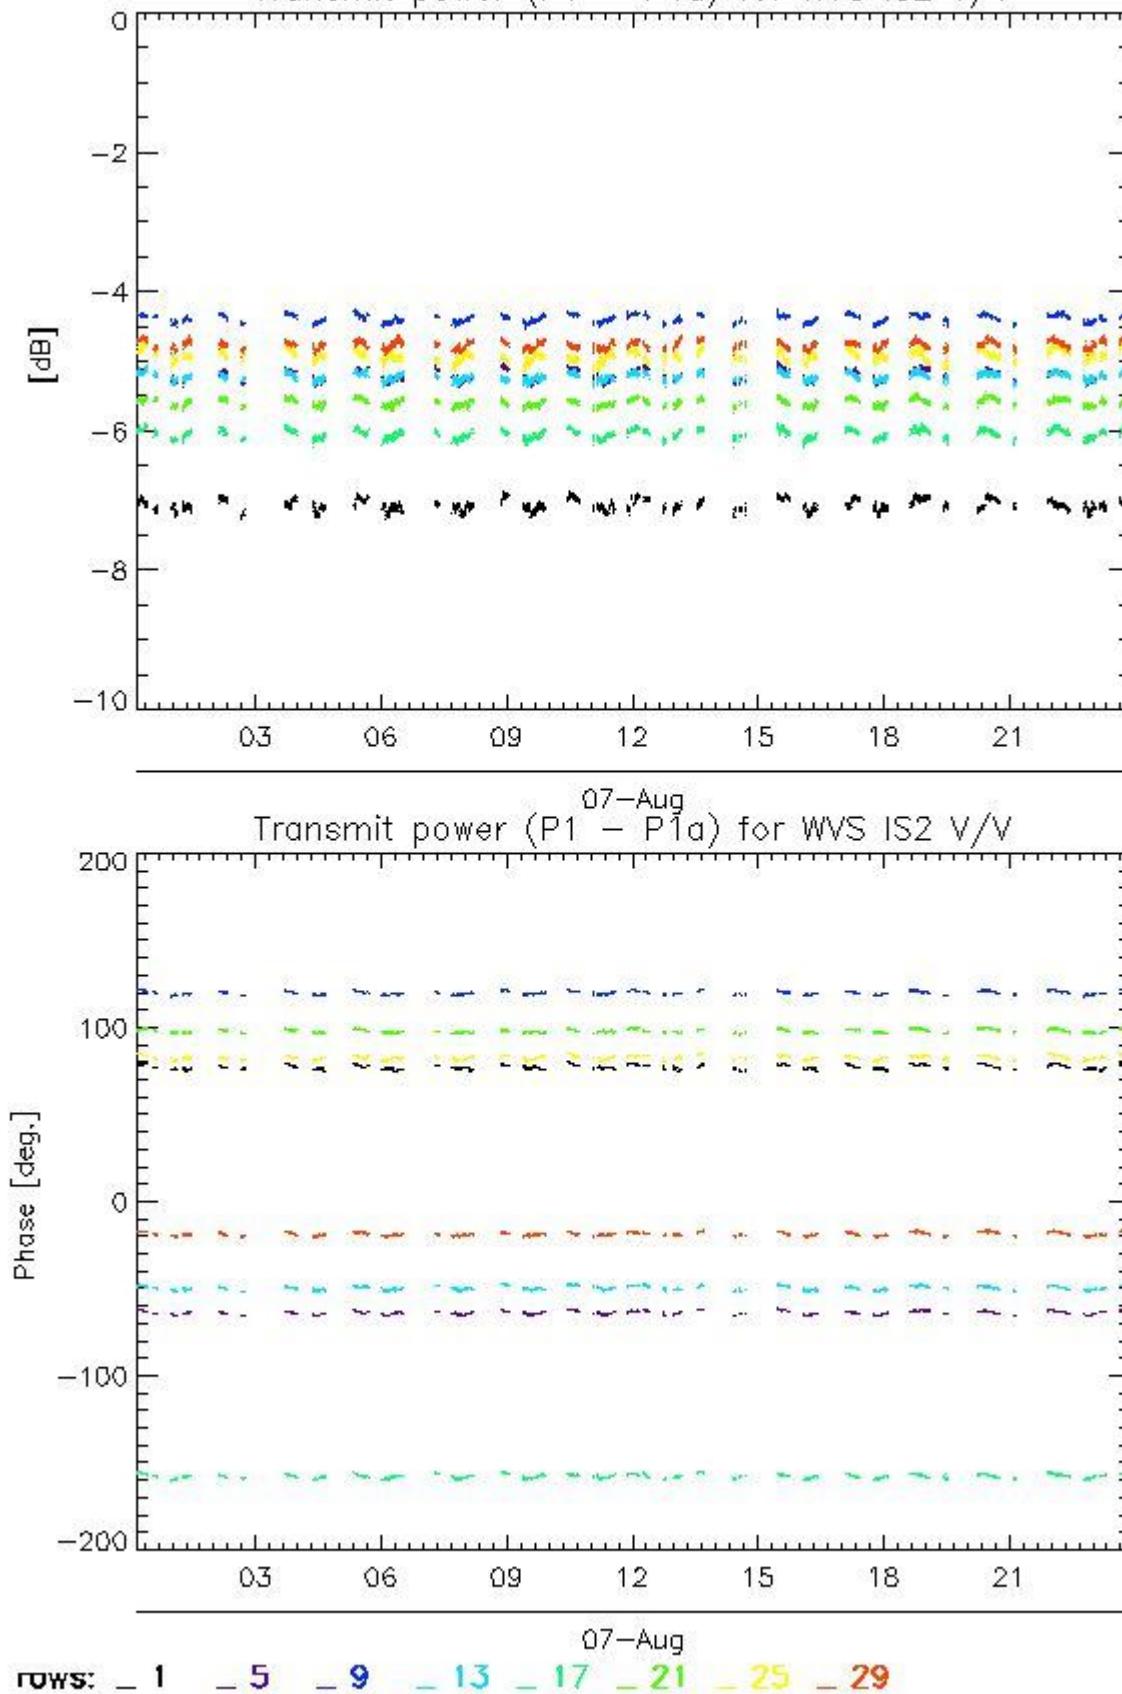 0
−2
−4
−6
−8
−10
[dB]
03 06 09 12 15 18 21
07−Aug
Transmit power (P1 − P1a) for WVS IS2 V/V
200
100
0
−100
−200
Phase [deg.]
03 06 09 12 15 18 21
07−Aug
rows: _ 1 _ 5 _ 9 _ 13 _ 17 _ 21 _ 25 _ 29